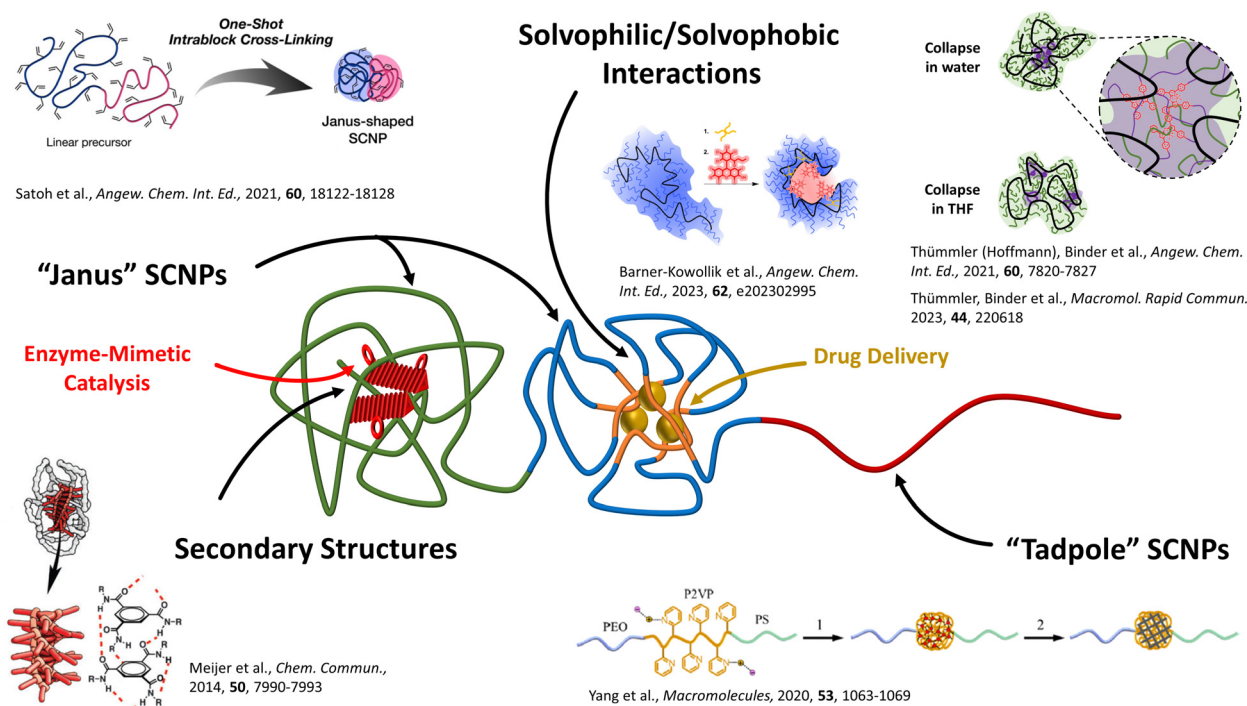 One-Shot
Intrablock Cross-Linking
Linear precursor
Janus-shaped
SCNP
Satoh et al., Angew. Chem. Int. Ed., 2021, 60, 18122-18128
Solvophilic/Solvophobic
Interactions
1.
2.
Barner-Kowollik et al., Angew. Chem.
Int. Ed., 2023, 62, e202302995
Collapse
in water
Collapse
in THF
Thümmler (Hoffmann), Binder et al., Angew. Chem.
Int. Ed., 2021, 60, 7820-7827
Thümmler, Binder et al., Macromol. Rapid Commun.
2023, 44, 220618
“Janus” SCNPs
Enzyme-Mimetic
Catalysis
Drug Delivery
Secondary Structures
“Tadpole” SCNPs
R
N
H
O
O
N
R
H
O
N
H
R
O
N
H
R
O
N
H
R
O
N
R
H
Meijer et al., Chem. Commun.,
2014, 50, 7990-7993
PEO
P2VP
PS
N
N
N
N
N
N
1
2
Yang et al., Macromolecules, 2020, 53, 1063-1069